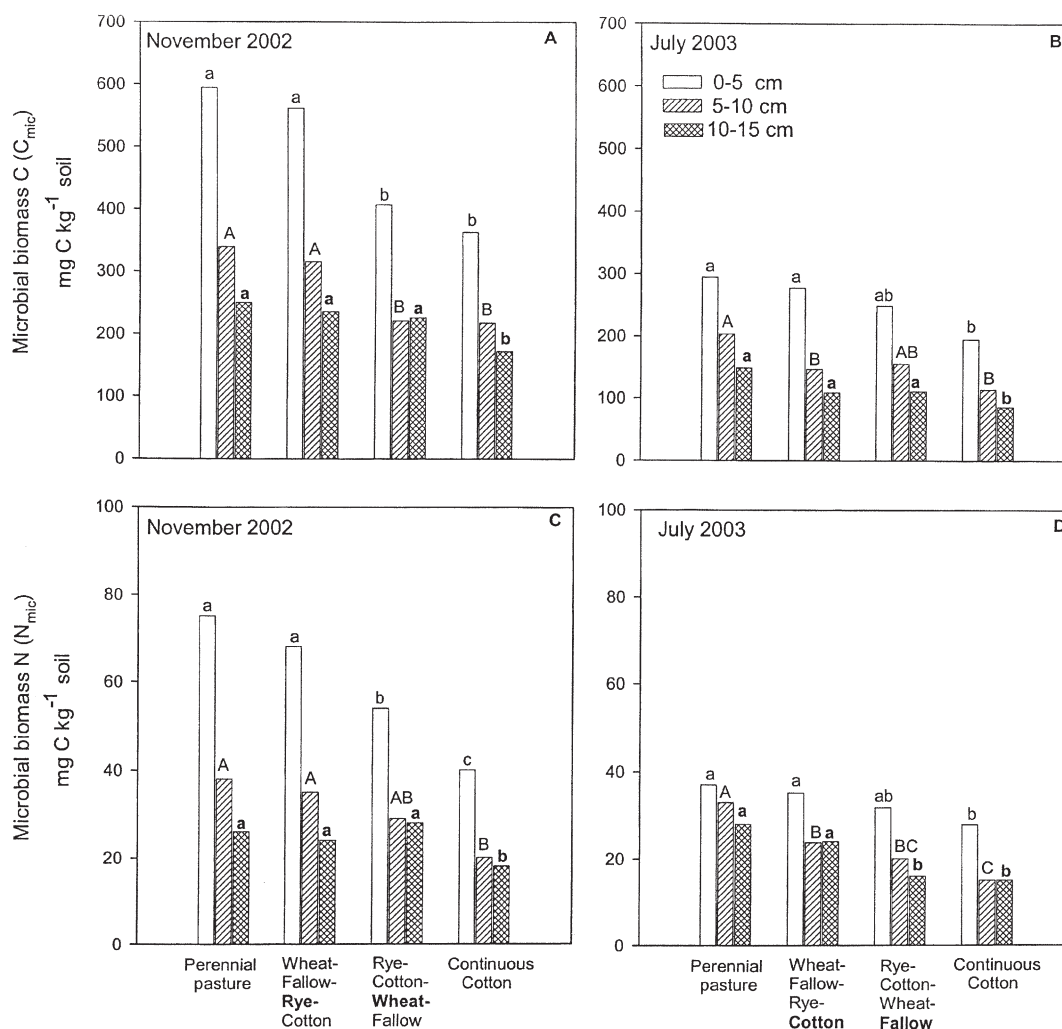 Microbial biomass C (Cmic)
mg C kg-1 soil
700
600
500
400
300
200
100
0
November 2002
A
a
A
a
a
A
a
b
B
a
b
B
b
700
600
500
400
300
200
100
0
July 2003
B
0-5 cm
5-10 cm
10-15 cm
a
A
a
a
B
a
ab
AB
a
b
B
b
Microbial biomass N (Nmic)
mg C kg-1 soil
100
80
60
40
20
0
November 2002
C
a
A
a
a
A
a
b
AB
a
c
B
b
Perennial
pasture
Wheat-
Fallow-
Rye-
Cotton
Rye-
Cotton-
Wheat-
Fallow
Continuous
Cotton
100
80
60
40
20
0
July 2003
D
a
A
a
a
B
a
ab
BC
b
b
C
b
Perennial
pasture
Wheat-
Fallow-
Rye-
Cotton
Rye-
Cotton-
Wheat-
Fallow
Continuous
Cotton